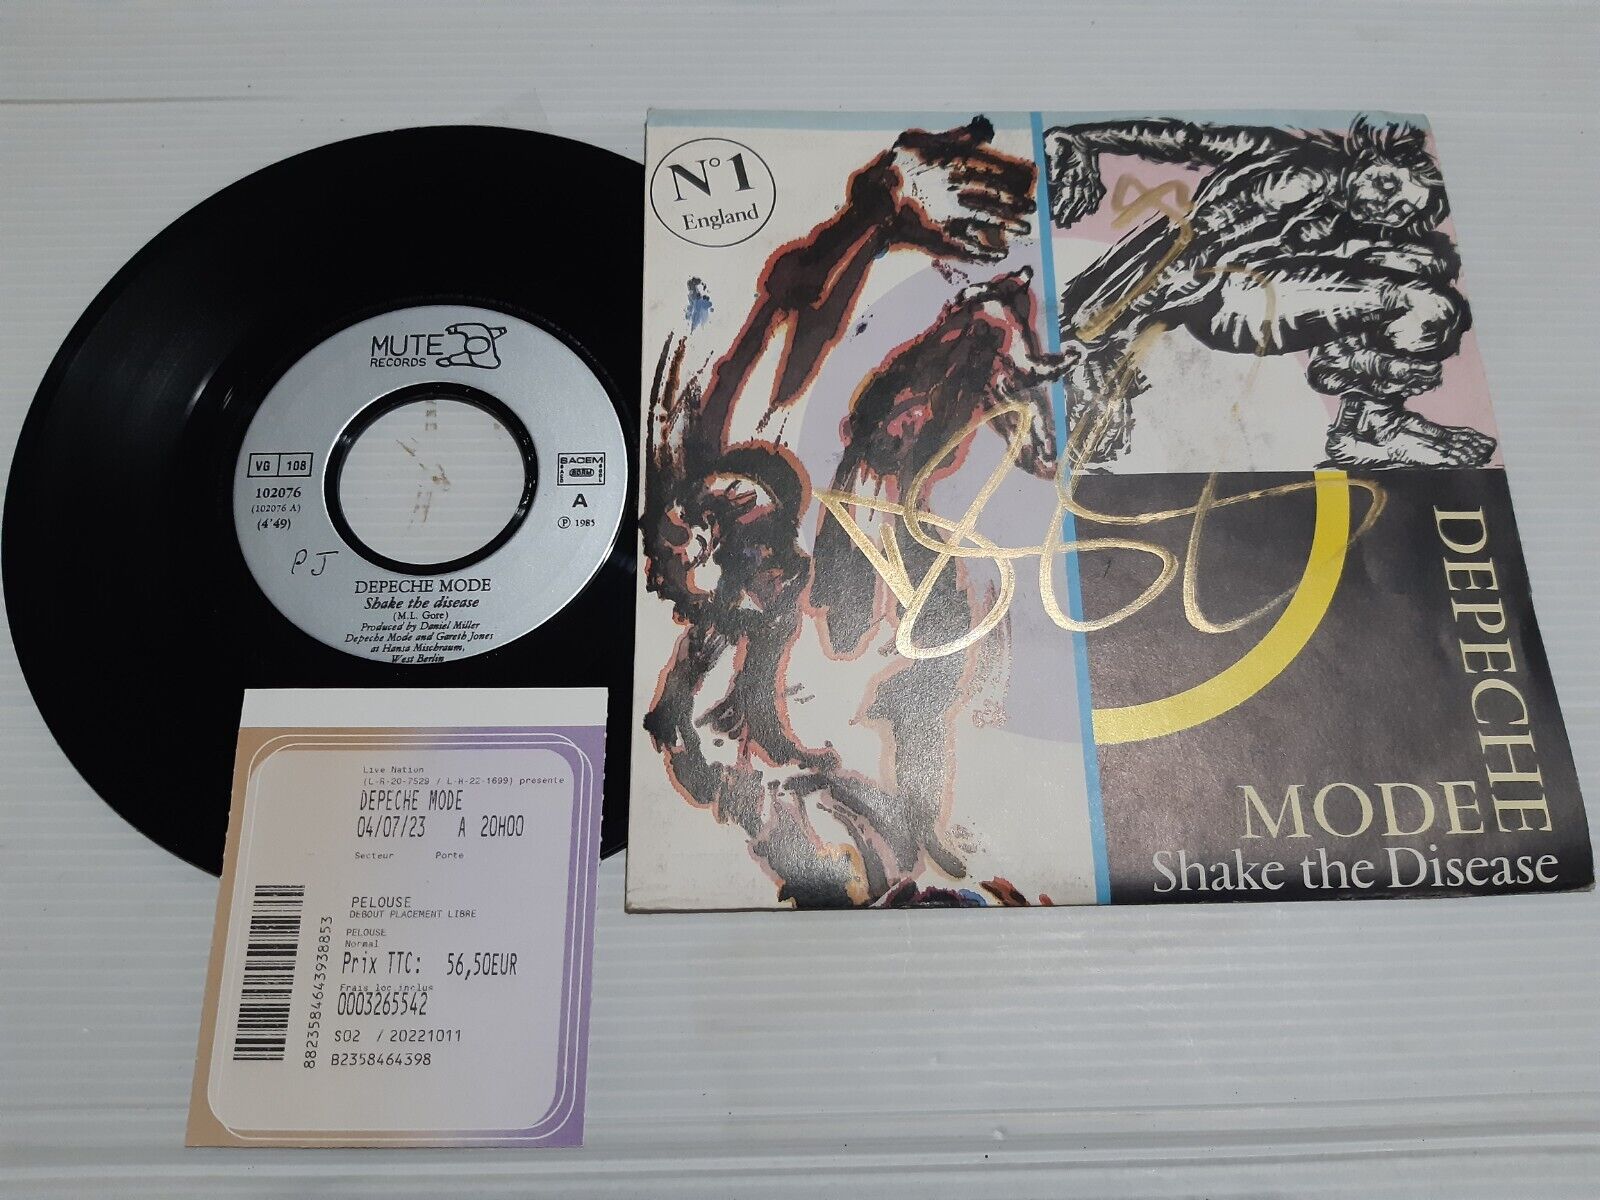 MUTE
RECORDS
VG 108
102076
(102076 A)
(4'49)
SACEM
A
℗ 1985
PJ
DEPECHE MODE
Shake the disease
(M.L. Gore)
Produced by Daniel Miller
Depeche Mode and Gareth Jones
at Hansa Mischraum,
West Berlin
N°1
England
DEPECHE
MODE
Shake the Disease
Live Nation
(L-R-20-7529 / L-R-22-1699) presente
DEPECHE MODE
04/07/23 A 20H00
Secteur Porte
PELOUSE
DEBOUT PLACEMENT LIBRE
PELOUSE
Normal
Prix TTC: 56,50EUR
Frais loc.inclus
0003265542
S02 / 20221011
B2358464398
8823584643938853